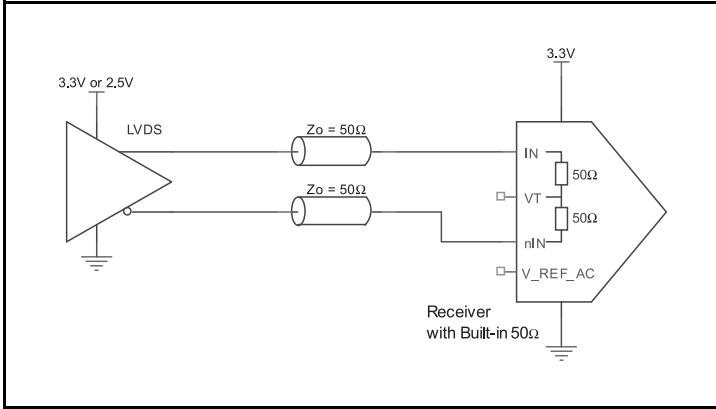 3.3V
3.3V or 2.5V
LVDS
Zo = 50Ω
IN
50Ω
Zo = 50Ω
VT
50Ω
nIN
V_REF_AC
Receiver
with Built-in 50Ω